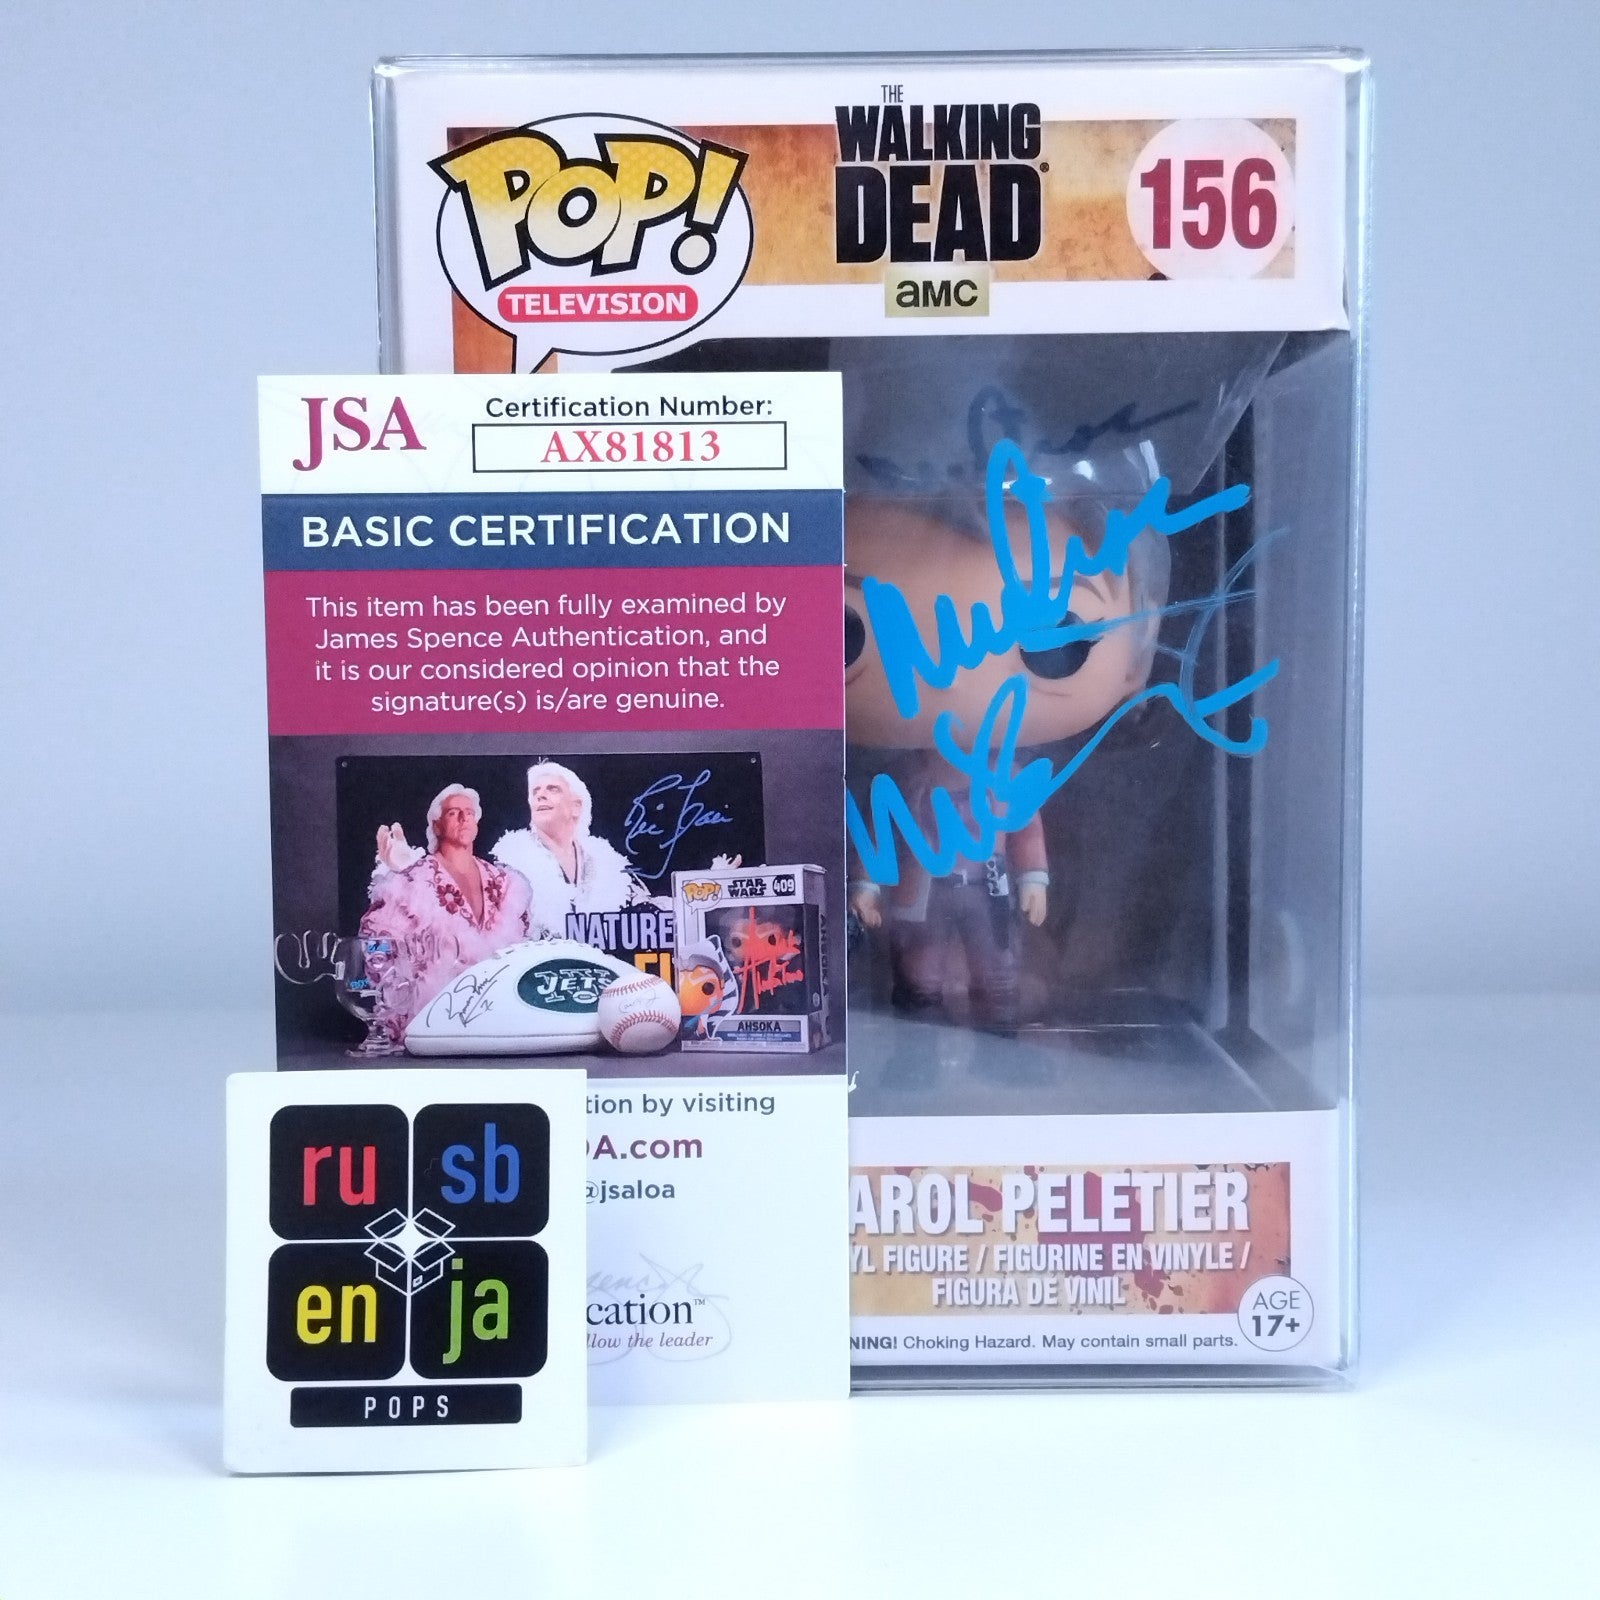 THE
WALKING
DEAD®
amc
156
POP!
TELEVISION
JSA
Certification Number:
AX81813
BASIC CERTIFICATION
This item has been fully examined by
James Spence Authentication, and
it is our considered opinion that the
signature(s) is/are genuine.
NATURE
JETS
POP!
STAR
WARS
409
AHSOKA
tion by visiting
A.com
@jsaloa
cation™
llow the leader
ru
sb
en
ja
POPS
AROL PELETIER
YL FIGURE / FIGURINE EN VINYLE /
FIGURA DE VINIL
AGE
17+
NING! Choking Hazard. May contain small parts.